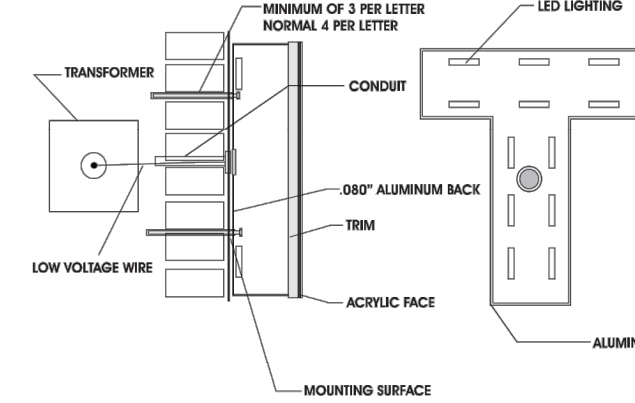 MINIMUM OF 3 PER LETTER
NORMAL 4 PER LETTER
LED LIGHTING
TRANSFORMER
CONDUIT
.080" ALUMINUM BACK
TRIM
LOW VOLTAGE WIRE
ACRYLIC FACE
ALUMIN
MOUNTING SURFACE